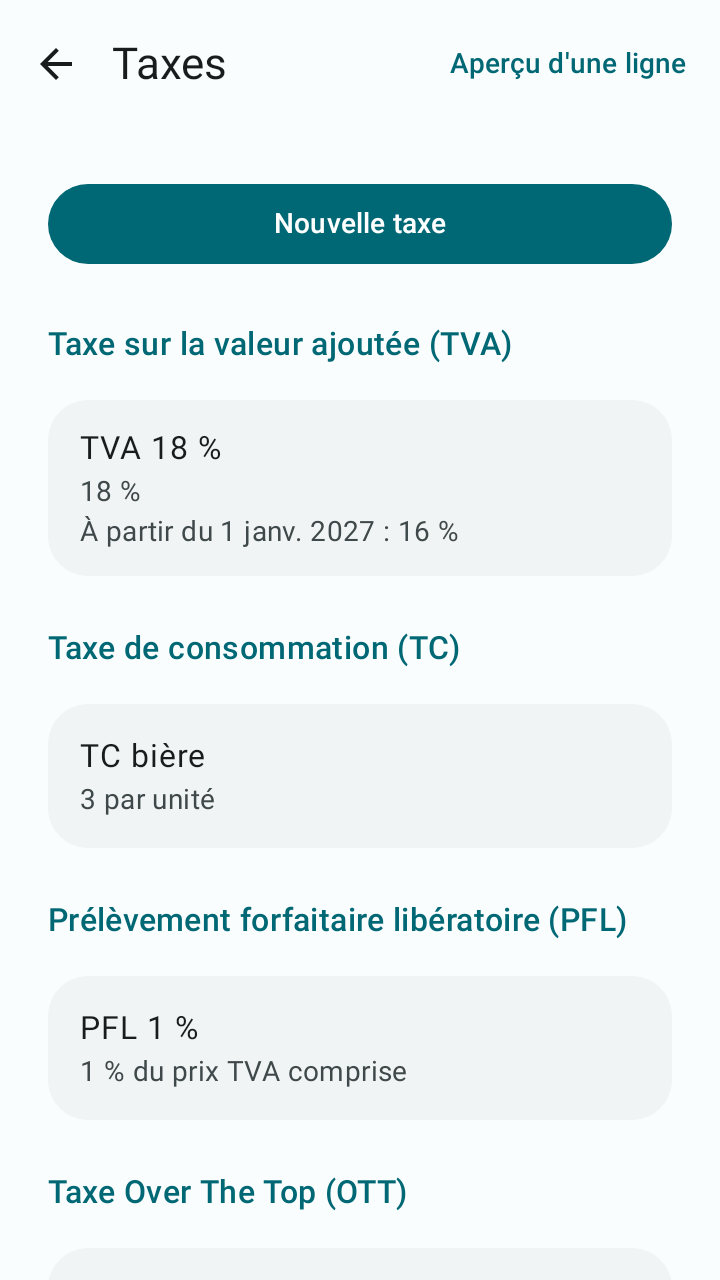 Taxes
Aperçu d'une ligne
Nouvelle taxe
Taxe sur la valeur ajoutée (TVA)
TVA 18 %
18 %
À partir du 1 janv. 2027 : 16 %
Taxe de consommation (TC)
TC bière
3 par unité
Prélèvement forfaitaire libératoire (PFL)
PFL 1 %
1 % du prix TVA comprise
Taxe Over The Top (OTT)